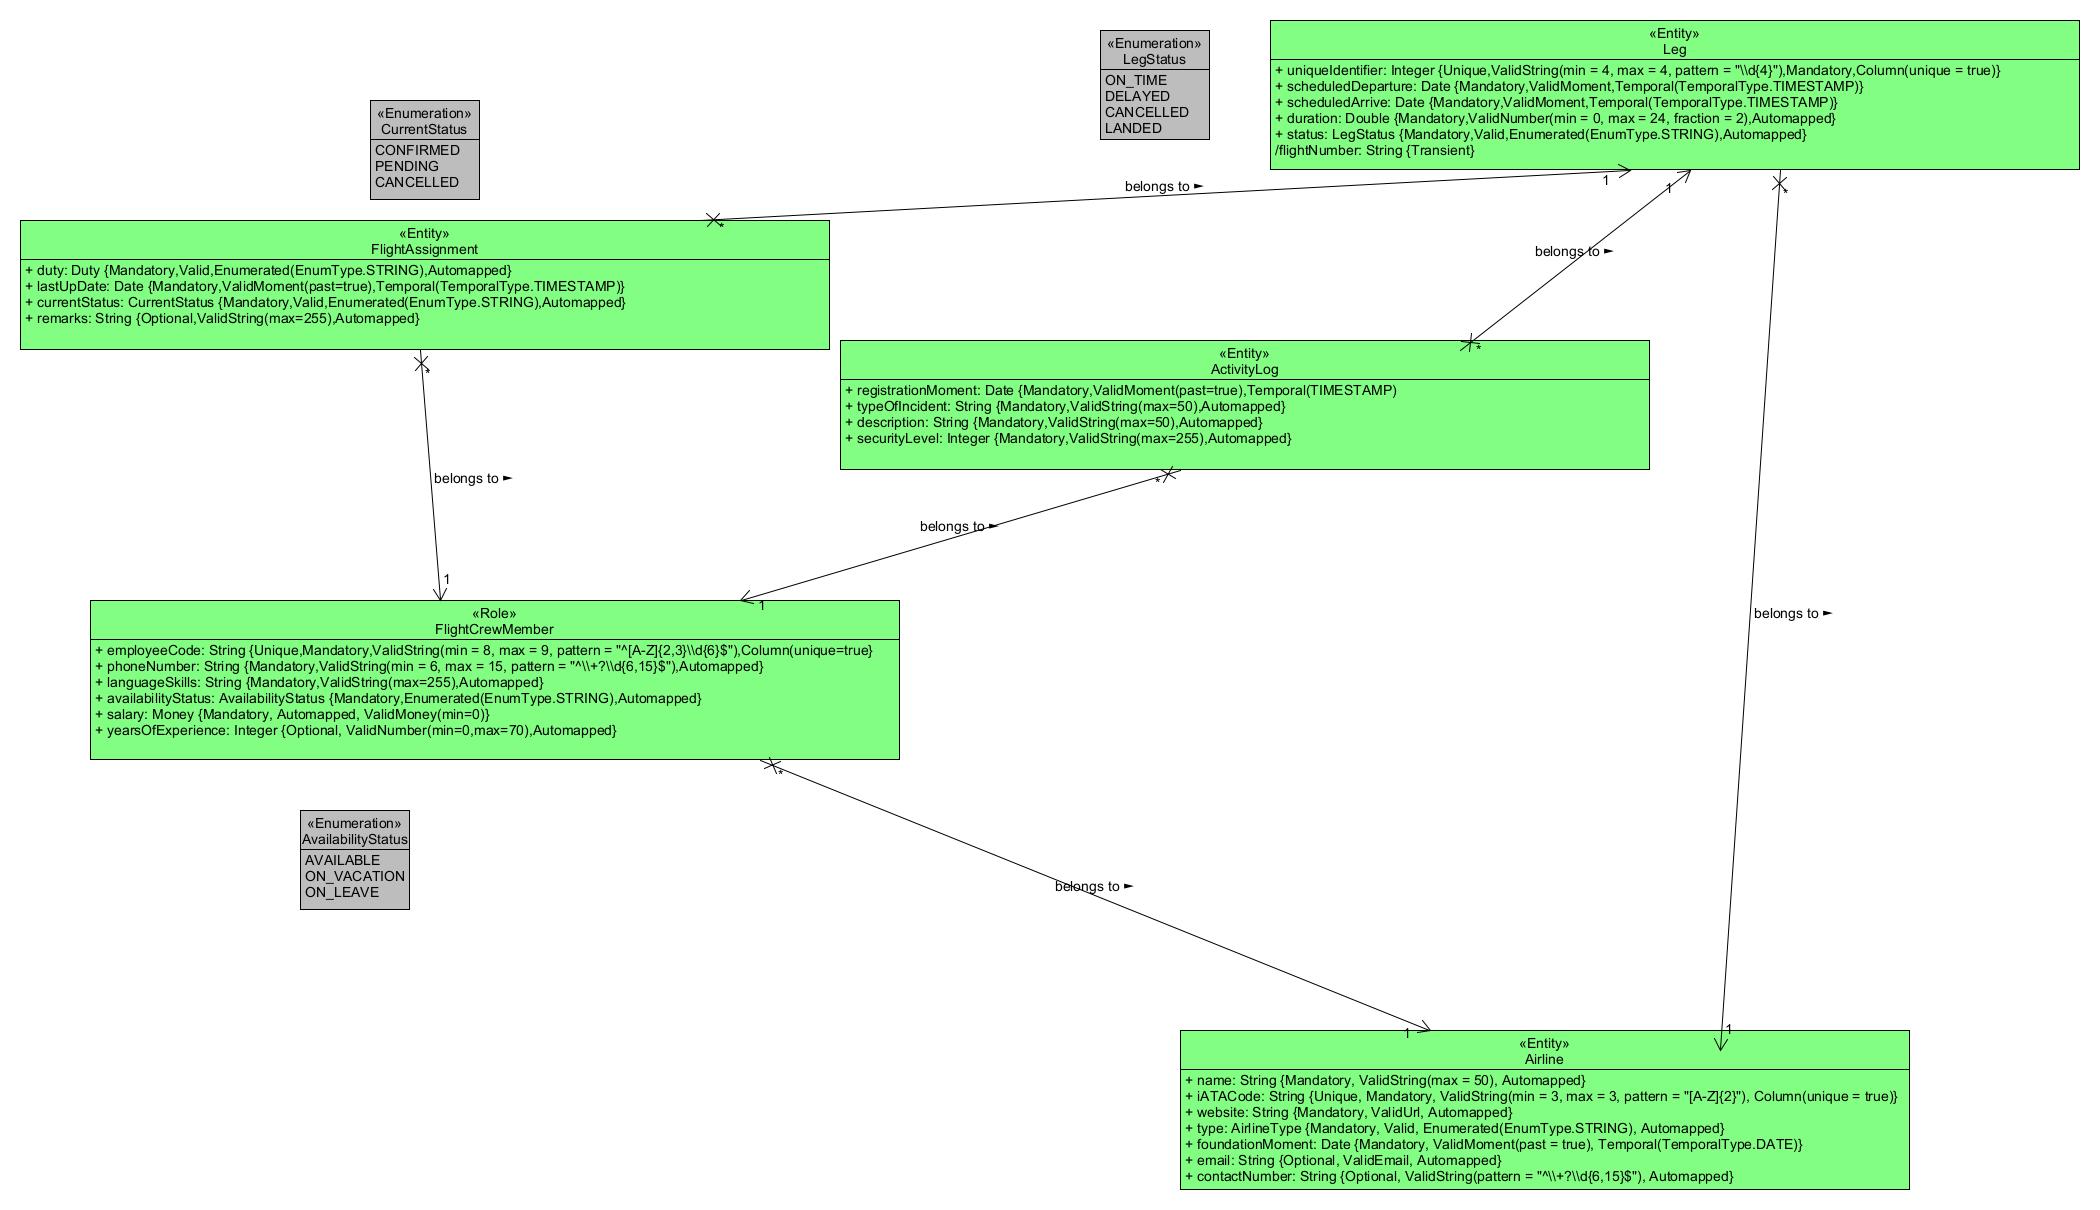 «Entity»
Leg
+ uniqueIdentifier: Integer {Unique,ValidString(min = 4, max = 4, pattern = "\\d{4}"),Mandatory,Column(unique = true)}
+ scheduledDeparture: Date {Mandatory,ValidMoment,Temporal(TemporalType.TIMESTAMP)}
+ scheduledArrive: Date {Mandatory,ValidMoment,Temporal(TemporalType.TIMESTAMP)}
+ duration: Double {Mandatory,ValidNumber(min = 0, max = 24, fraction = 2),Automapped}
+ status: LegStatus {Mandatory,Valid,Enumerated(EnumType.STRING),Automapped}
/flightNumber: String {Transient}
«Enumeration»
LegStatus
ON_TIME
DELAYED
CANCELLED
LANDED
«Enumeration»
CurrentStatus
CONFIRMED
PENDING
CANCELLED
belongs to ►
1
*
1
*
belongs to ►
*
«Entity»
FlightAssignment
+ duty: Duty {Mandatory,Valid,Enumerated(EnumType.STRING),Automapped}
+ lastUpDate: Date {Mandatory,ValidMoment(past=true),Temporal(TemporalType.TIMESTAMP)}
+ currentStatus: CurrentStatus {Mandatory,Valid,Enumerated(EnumType.STRING),Automapped}
+ remarks: String {Optional,ValidString(max=255),Automapped}
*
«Entity»
ActivityLog
+ registrationMoment: Date {Mandatory,ValidMoment(past=true),Temporal(TIMESTAMP)
+ typeOfIncident: String {Mandatory,ValidString(max=50),Automapped}
+ description: String {Mandatory,ValidString(max=50),Automapped}
+ securityLevel: Integer {Mandatory,ValidString(max=255),Automapped}
belongs to ►
*
belongs to ►
1
1
belongs to ►
«Role»
FlightCrewMember
+ employeeCode: String {Unique,Mandatory,ValidString(min = 8, max = 9, pattern = "^[A-Z]{2,3}\\d{6}$"),Column(unique=true}
+ phoneNumber: String {Mandatory,ValidString(min = 6, max = 15, pattern = "^\\+?\\d{6,15}$"),Automapped}
+ languageSkills: String {Mandatory,ValidString(max=255),Automapped}
+ availabilityStatus: AvailabilityStatus {Mandatory,Enumerated(EnumType.STRING),Automapped}
+ salary: Money {Mandatory, Automapped, ValidMoney(min=0)}
+ yearsOfExperience: Integer {Optional, ValidNumber(min=0,max=70),Automapped}
*
«Enumeration»
AvailabilityStatus
AVAILABLE
ON_VACATION
ON_LEAVE
belongs to ►
1
1
«Entity»
Airline
+ name: String {Mandatory, ValidString(max = 50), Automapped}
+ iATACode: String {Unique, Mandatory, ValidString(min = 3, max = 3, pattern = "[A-Z]{2}"), Column(unique = true)}
+ website: String {Mandatory, ValidUrl, Automapped}
+ type: AirlineType {Mandatory, Valid, Enumerated(EnumType.STRING), Automapped}
+ foundationMoment: Date {Mandatory, ValidMoment(past = true), Temporal(TemporalType.DATE)}
+ email: String {Optional, ValidEmail, Automapped}
+ contactNumber: String {Optional, ValidString(pattern = "^\\+?\\d{6,15}$"), Automapped}